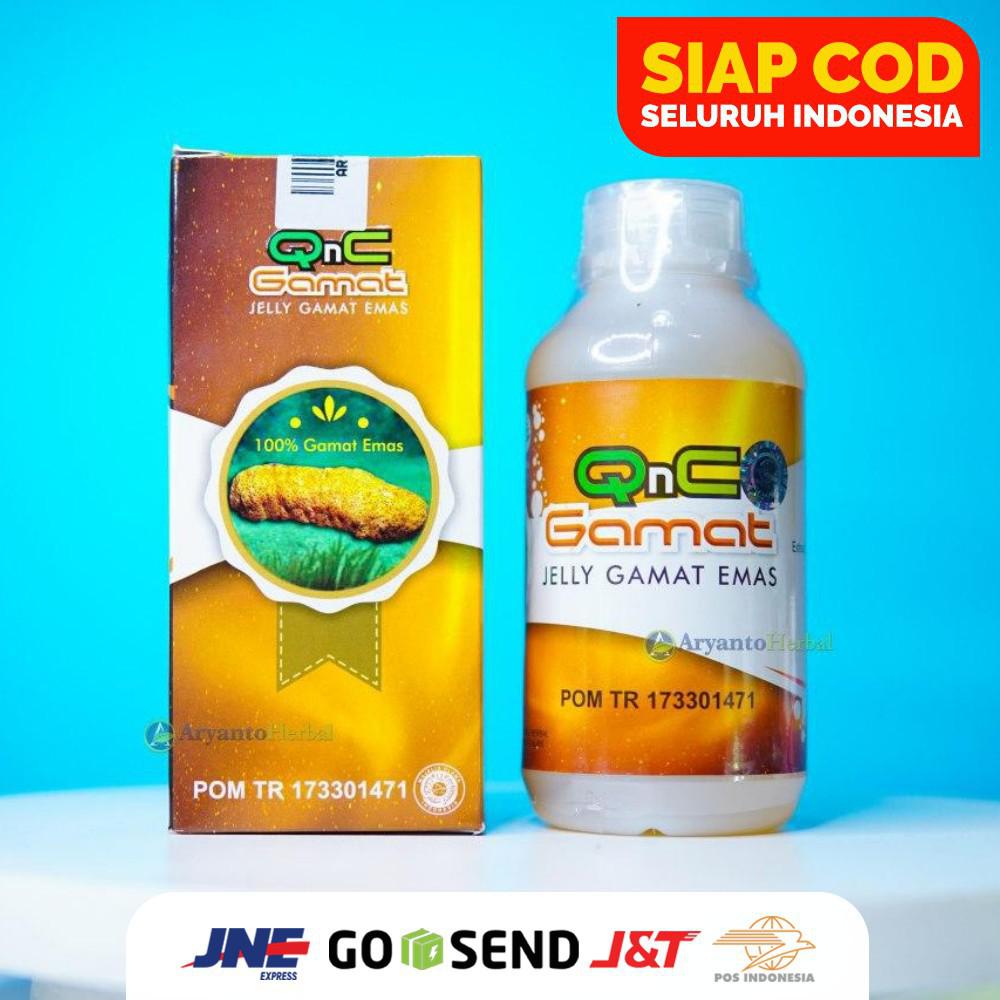 SIAP COD
SELURUH INDONESIA
QnC
Gamat
JELLY GAMAT EMAS
100% Gamat Emas
AryantoHerbal
POM TR 173301471
QnC
Gamat
JELLY GAMAT EMAS
AryantoHerbal
POM TR 173301471
JNE
EXPRESS
GO SEND
J&T
POS INDONESIA